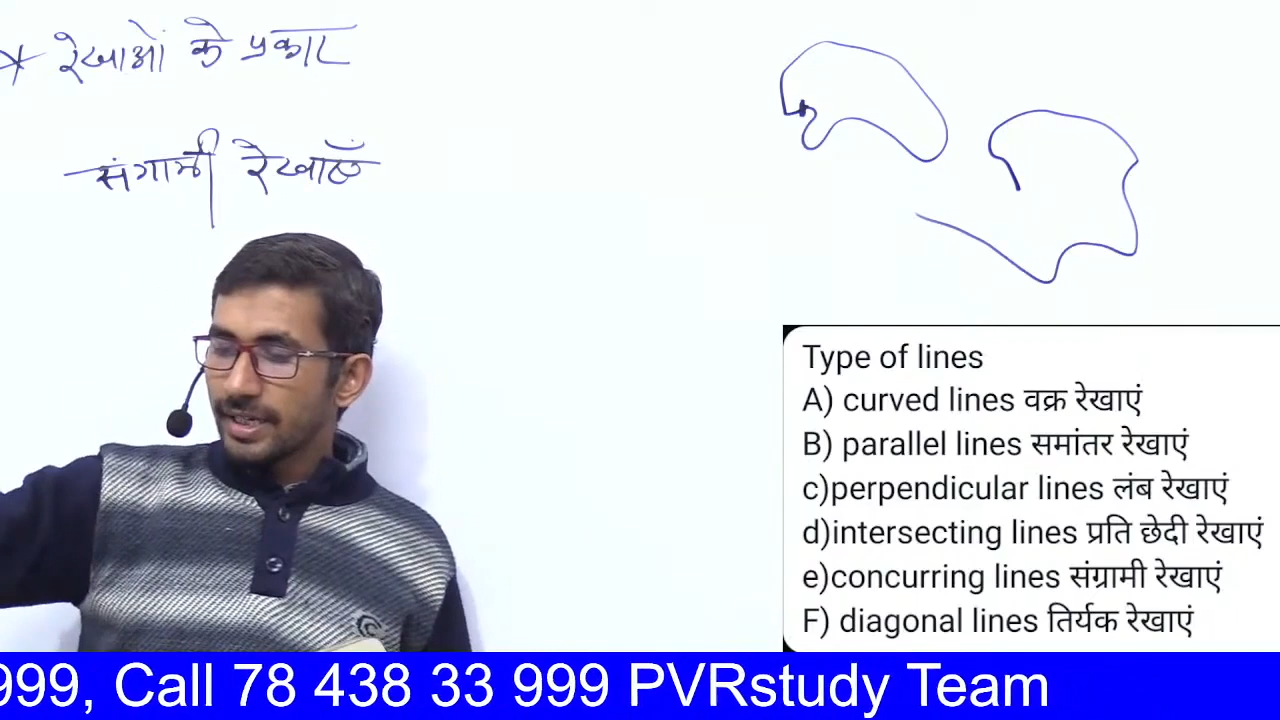 * रेखाओं के प्रकार
संगामी रेखाएँ
Type of lines
A) curved lines वक्र रेखाएं
B) parallel lines समांतर रेखाएं
c)perpendicular lines लंब रेखाएं
d)intersecting lines प्रति छेदी रेखाएं
e)concurring lines संग्रामी रेखाएं
F) diagonal lines तिर्यक रेखाएं
999, Call 78 438 33 999 PVRstudy Team